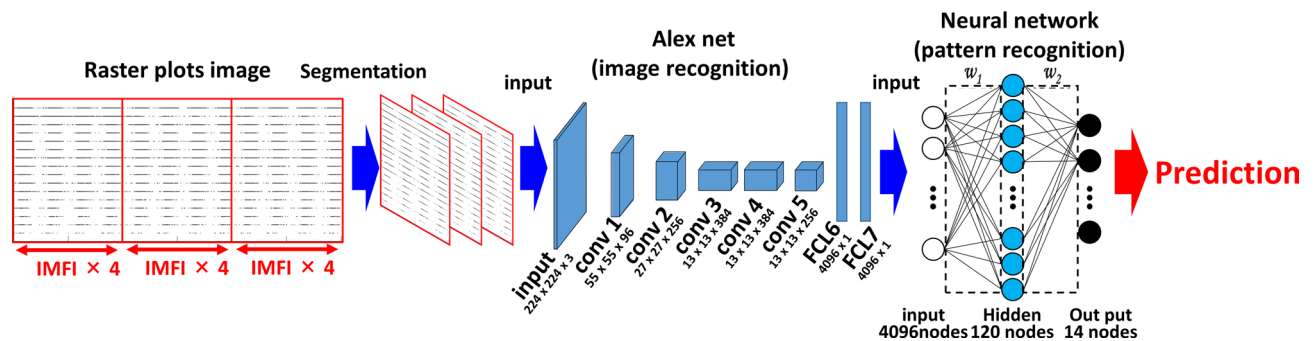 Raster plots image
IMFI × 4
IMFI × 4
IMFI × 4
Segmentation
input
Alex net
(image recognition)
input
224 x 224 x 3
conv 1
55 x 55 x 96
conv 2
27 x 27 x 256
conv 3
13 x 13 x 384
conv 4
13 x 13 x 384
conv 5
13 x 13 x 256
FCL6
4096 x 1
FCL7
4096 x 1
input
Neural network
(pattern recognition)
w1
w2
input
4096nodes
Hidden
120 nodes
Out put
14 nodes
Prediction